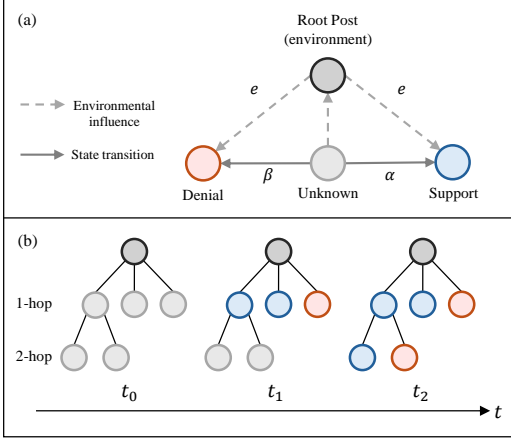 (a)
Root Post
(environment)
e
e
Environmental
influence
State transition
β
α
Denial
Unknown
Support
(b)
1-hop
2-hop
t₀
t₁
t₂
t